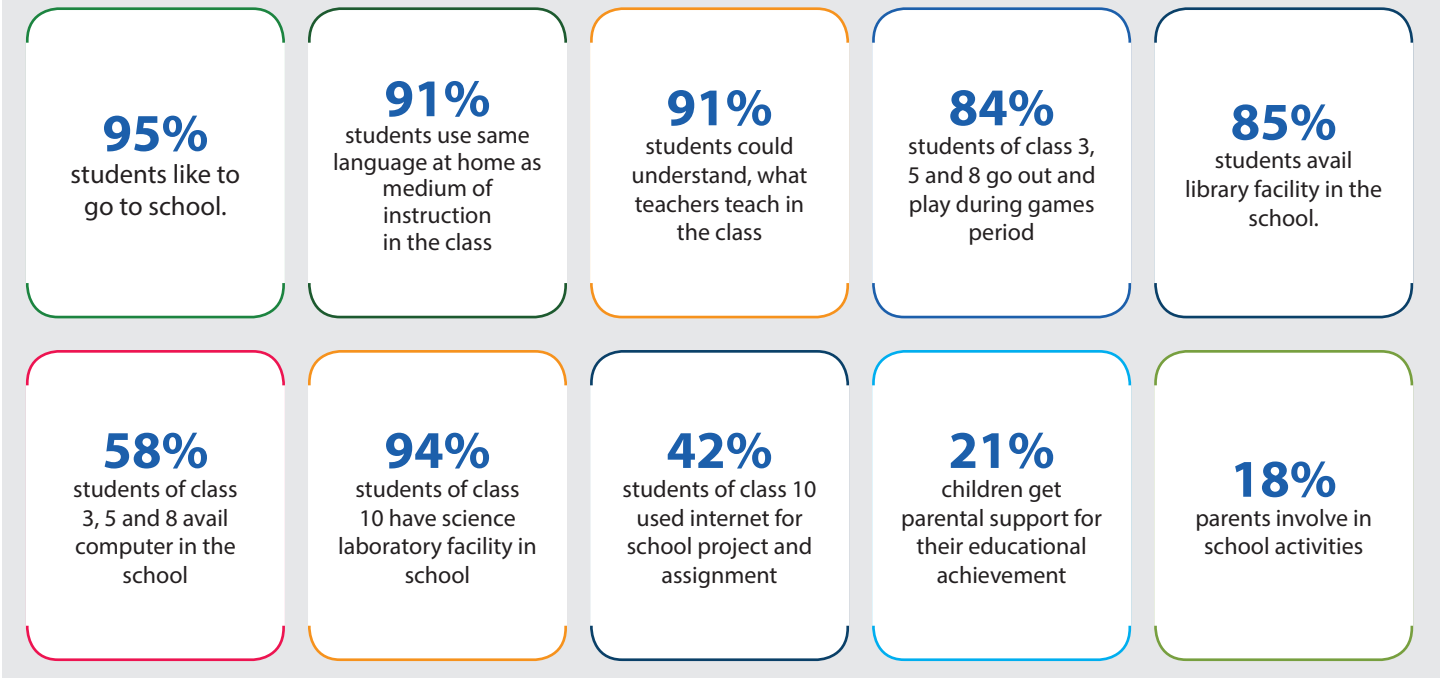 95%
students like to
go to school.
91%
students use same
language at home as
medium of
instruction
in the class
91%
students could
understand, what
teachers teach in
the class
84%
students of class 3,
5 and 8 go out and
play during games
period
85%
students avail
library facility in the
school.
58%
students of class
3, 5 and 8 avail
computer in the
school
94%
students of class
10 have science
laboratory facility in
school
42%
students of class 10
used internet for
school project and
assignment
21%
children get
parental support for
their educational
achievement
18%
parents involve in
school activities